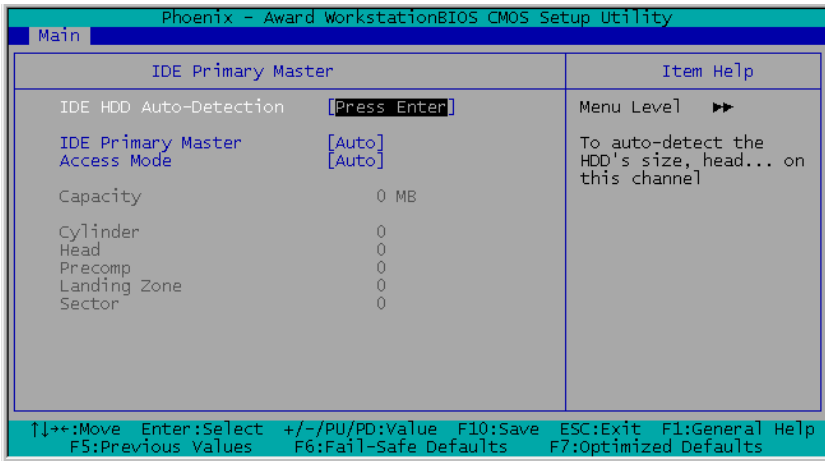 Phoenix - Award WorkstationBIOS CMOS Setup Utility
Main
IDE Primary Master
Item Help
IDE HDD Auto-Detection [Press Enter]
Menu Level ▶▶
IDE Primary Master [Auto]
To auto-detect the
Access Mode [Auto]
HDD's size, head... on
this channel
Capacity 0 MB
Cylinder 0
Head 0
Precomp 0
Landing Zone 0
Sector 0
↑↓→←:Move Enter:Select +/-/PU/PD:Value F10:Save ESC:Exit F1:General Help
F5:Previous Values F6:Fail-Safe Defaults F7:Optimized Defaults